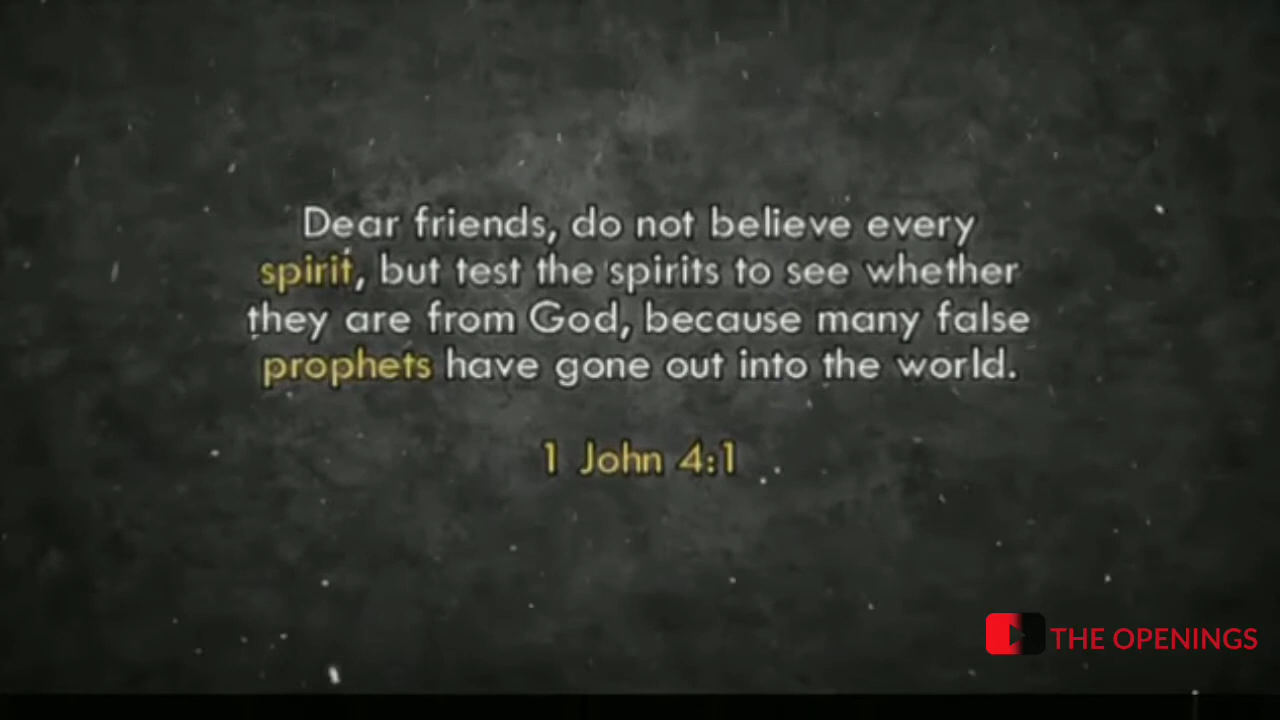 Dear friends, do not believe every
spirit, but test the spirits to see whether
they are from God, because many false
prophets have gone out into the world.
1 John 4:1
THE OPENINGS